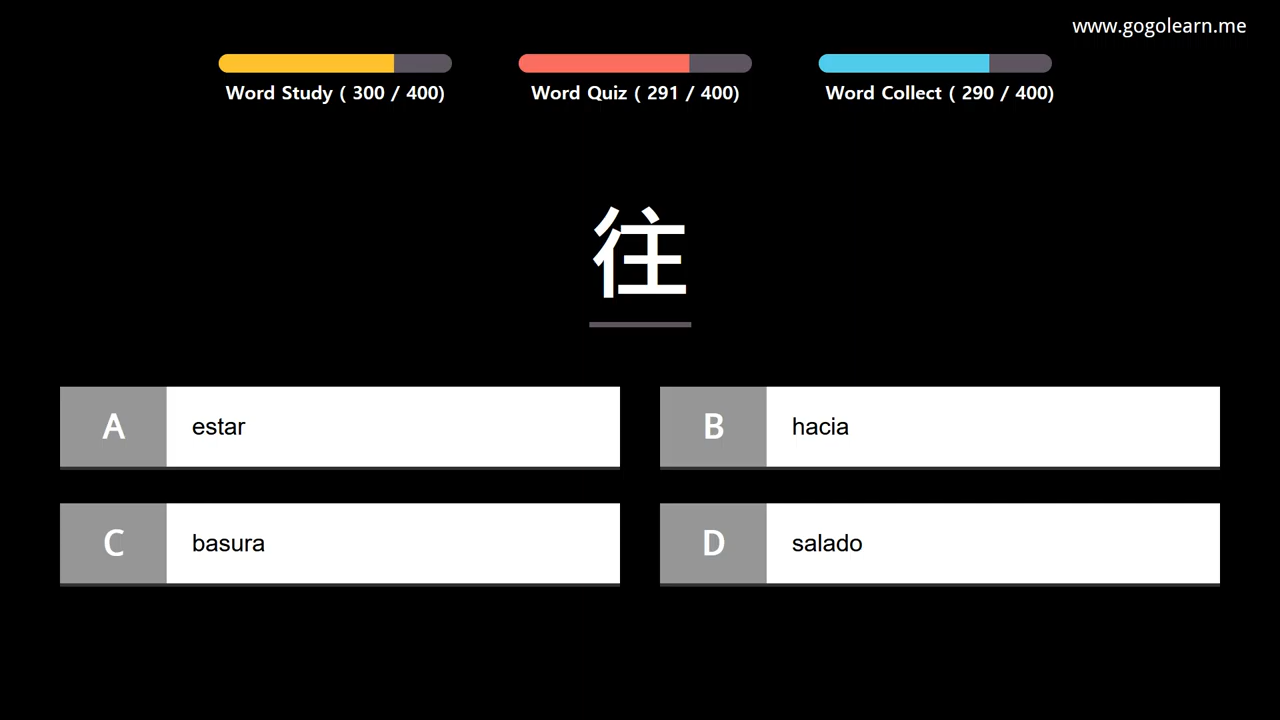 www.gogolearn.me
Word Study ( 300 / 400)
Word Quiz ( 291 / 400)
Word Collect ( 290 / 400)
往
A estar
B hacia
C basura
D salado